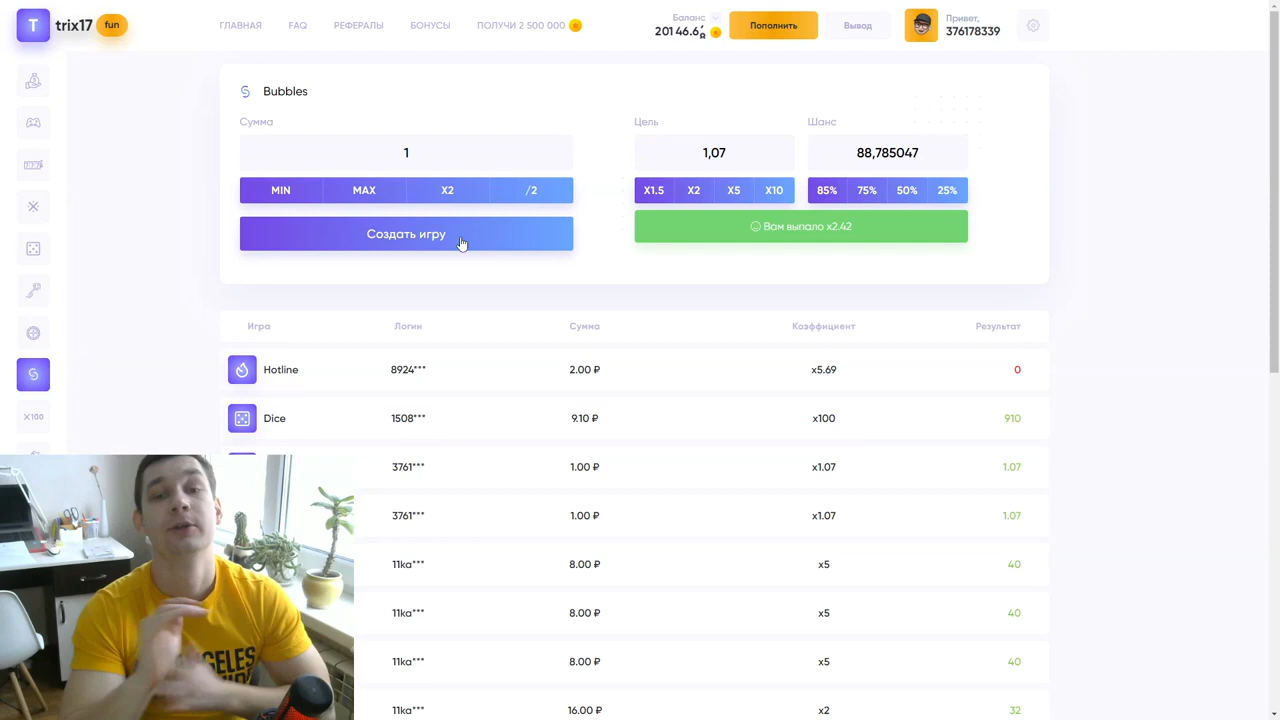 T trix17 fun
ГЛАВНАЯ FAQ РЕФЕРАЛЫ БОНУСЫ ПОЛУЧИ 2 500 000
Баланс
Пополнить
Вывод
Привет,
376178339
Bubbles
Сумма Цель Шанс
1 1,07 88,785047
MIN MAX X2 /2 X1.5 X2 X5 X10 85% 75% 50% 25%
Создать игру Вам выпало x2.42
Игра Логин Сумма Коэффициент Результат
Hotline 8924*** 2.00 ₽ x5.69 0
Dice 1508*** 9.10 ₽ x100 910
3761*** 1.00 ₽ x1.07 1.07
3761*** 1.00 ₽ x1.07 1.07
11ka*** 8.00 ₽ x5 40
11ka*** 8.00 ₽ x5 40
11ka*** 8.00 ₽ x5 40
11ka*** 16.00 ₽ x2 32
X100